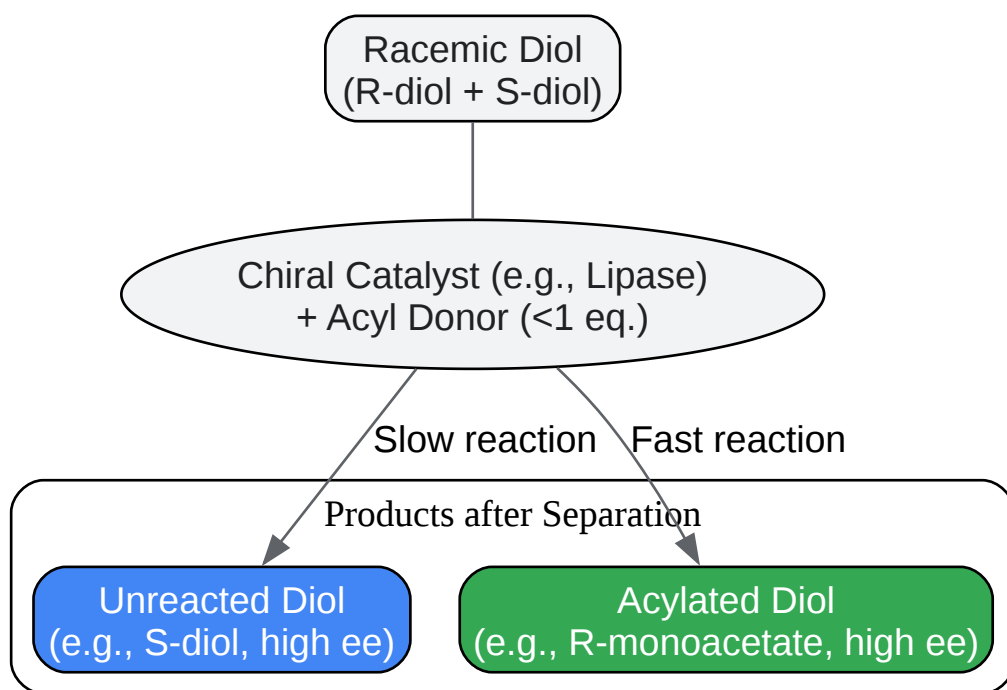 Racemic Diol
(R-diol + S-diol)
Chiral Catalyst (e.g., Lipase)
+ Acyl Donor (<1 eq.)
Slow reaction
Fast reaction
Products after Separation
Unreacted Diol
(e.g., S-diol, high ee)
Acylated Diol
(e.g., R-monoacetate, high ee)